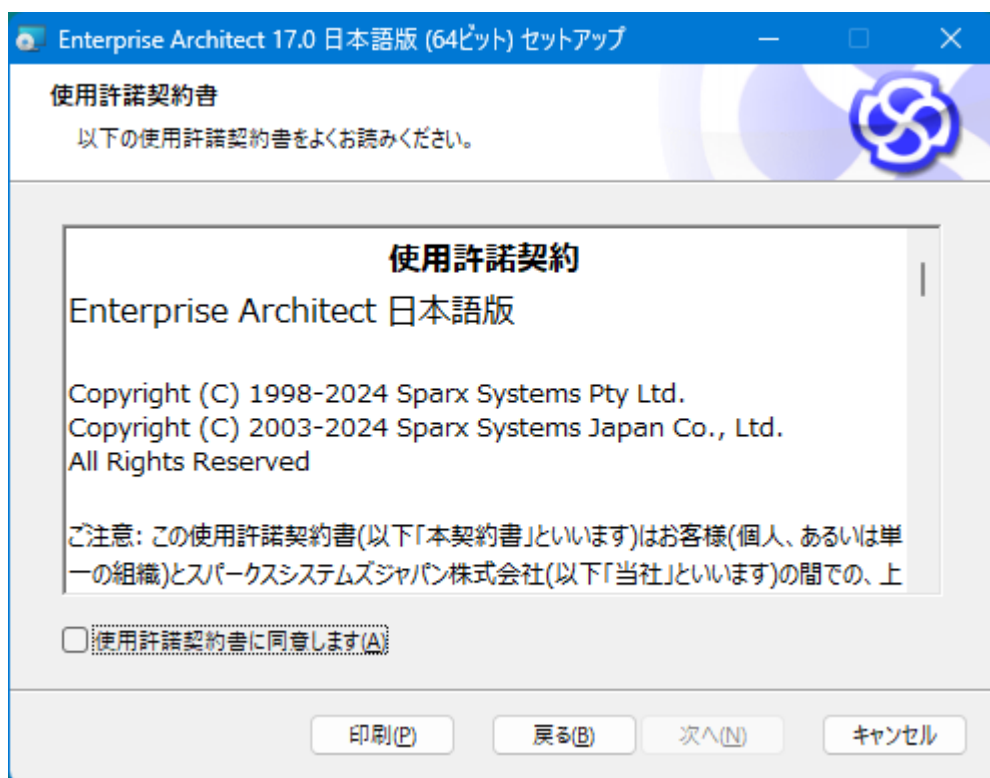 Enterprise Architect 17.0 日本語版 (64ビット) セットアップ
使用許諾契約書
以下の使用許諾契約書をよくお読みください。
使用許諾契約
Enterprise Architect 日本語版
Copyright (C) 1998-2024 Sparx Systems Pty Ltd.
Copyright (C) 2003-2024 Sparx Systems Japan Co., Ltd.
All Rights Reserved
ご注意: この使用許諾契約書(以下「本契約書」といいます)はお客様(個人、あるいは単
一の組織)とスパークスシステムズジャパン株式会社(以下「当社」といいます)の間での、上
使用許諾契約書に同意します(A)
印刷(P) 戻る(B) 次へ(N) キャンセル